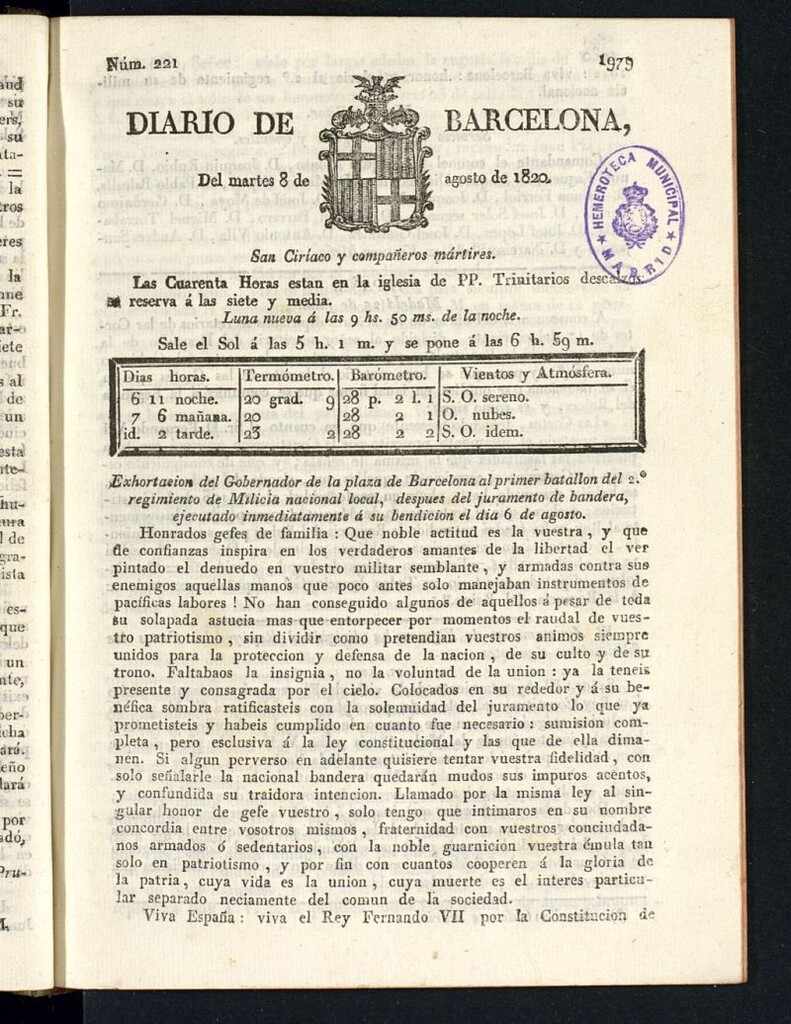 Núm. 221
1979
DIARIO DE BARCELONA,
Del martes 8 de agosto de 1820.
HEMEROTECA MUNICIPAL
★ MADRID ★
San Ciríaco y compañeros mártires.
Las Cuarenta Horas estan en la iglesia de PP. Trinitarios descalzos:
se reserva á las siete y media.
Luna nueva á las 9 hs. 50 ms. de la noche.
Sale el Sol á las 5 h. 1 m. y se pone á las 6 h. 59 m.
Dias horas. Termómetro. Barómetro. Vientos y Atmósfera.
6 11 noche. 20 grad. 9 28 p. 2 l. 1 S. O. sereno.
7 6 mañana. 20 28 2 1 O. nubes.
id. 2 tarde. 23 2 28 2 2 S. O. idem.
Exhortacion del Gobernador de la plaza de Barcelona al primer batallon del 2.º
regimiento de Milicia nacional local, despues del juramento de bandera,
ejecutado inmediatamente á su bendicion el dia 6 de agosto.
Honrados gefes de familia : Que noble actitud es la vuestra, y que
de confianzas inspira en los verdaderos amantes de la libertad el ver
pintado el denuedo en vuestro militar semblante, y armadas contra sus
enemigos aquellas manos que poco antes solo manejaban instrumentos de
pacíficas labores ! No han conseguido algunos de aquellos á pesar de toda
su solapada astucia mas que entorpecer por momentos el raudal de vues-
tro patriotismo, sin dividir como pretendian vuestros animos siempre
unidos para la proteccion y defensa de la nacion, de su culto y de su
trono. Faltabaos la insignia, no la voluntad de la union : ya la teneis
presente y consagrada por el cielo. Colocados en su rededor y á su be-
néfica sombra ratificasteis con la solemnidad del juramento lo que ya
prometisteis y habeis cumplido en cuanto fue necesario : sumision com-
pleta, pero esclusiva á la ley constitucional y las que de ella dima-
nen. Si algun perverso en adelante quisiere tentar vuestra fidelidad, con
solo señalarle la nacional bandera quedarán mudos sus impuros acentos,
y confundida su traidora intencion. Llamado por la misma ley al sin-
gular honor de gefe vuestro, solo tengo que intimaros en su nombre
concordia entre vosotros mismos, fraternidad con vuestros conciudada-
nos armados ó sedentarios, con la noble guarnicion vuestra émula tan
solo en patriotismo, y por fin con cuantos cooperen á la gloria de
la patria, cuya vida es la union, cuya muerte es el interes particu-
lar separado neciamente del comun de la sociedad.
Viva España : viva el Rey Fernando VII por la Constitucion de